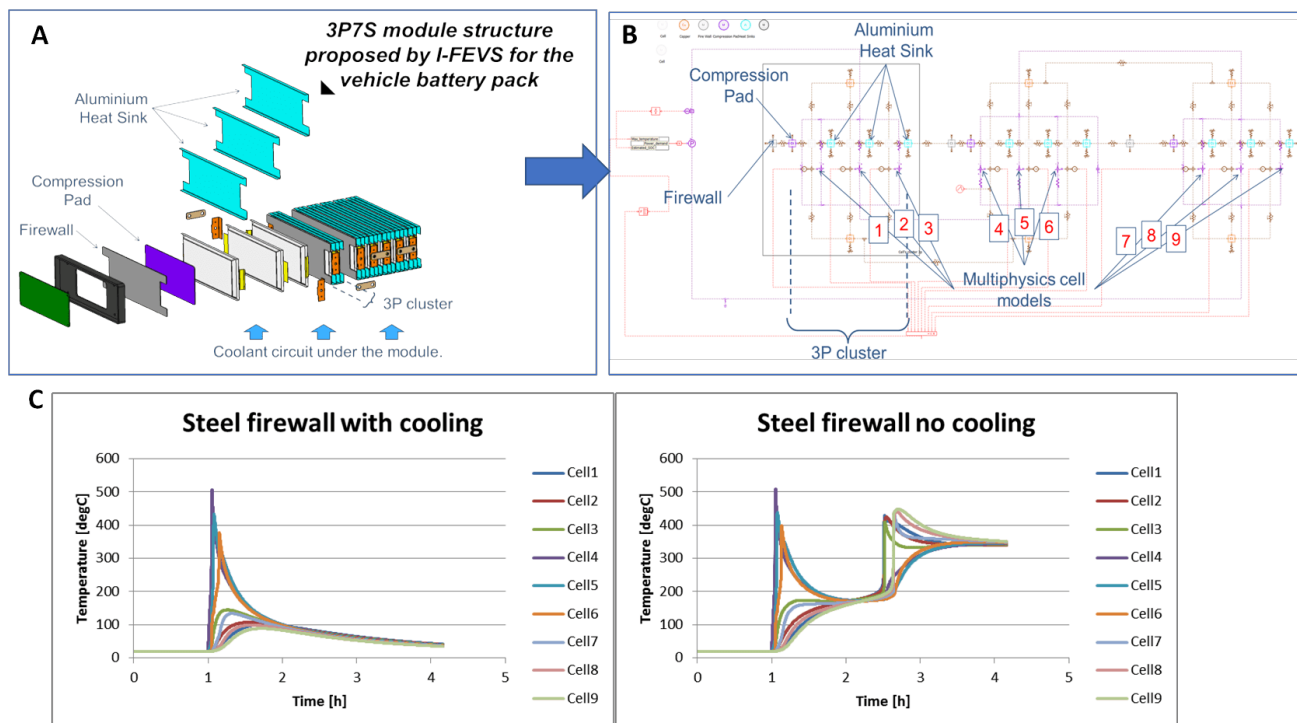 A
3P7S module structure
proposed by I-FEVS for the
vehicle battery pack
Aluminium
Heat Sink
Compression
Pad
Firewall
3P cluster
Coolant circuit under the module.
B
Aluminium
Heat Sink
Compression
Pad
Firewall
1
2
3
4
5
6
7
8
9
Multiphysics cell
models
3P cluster
C
Steel firewall with cooling
Temperature [degC]
600
500
400
300
200
100
0
0 1 2 3 4 5
Time [h]
Cell1
Cell2
Cell3
Cell4
Cell5
Cell6
Cell7
Cell8
Cell9
Steel firewall no cooling
Temperature [degC]
600
500
400
300
200
100
0
0 1 2 3 4 5
Time [h]
Cell1
Cell2
Cell3
Cell4
Cell5
Cell6
Cell7
Cell8
Cell9